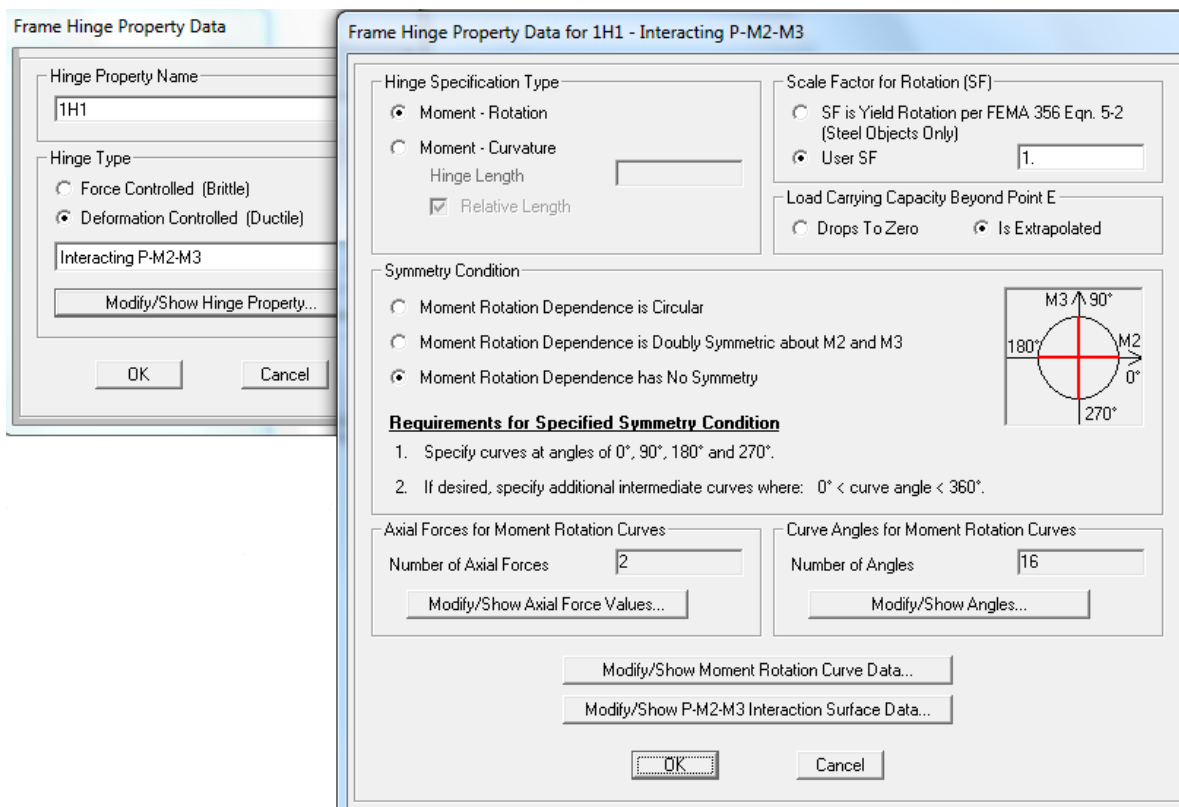 Frame Hinge Property Data
Hinge Property Name
1H1
Hinge Type
Force Controlled (Brittle)
Deformation Controlled (Ductile)
Interacting P-M2-M3
Modify/Show Hinge Property...
OK Cancel
Frame Hinge Property Data for 1H1 - Interacting P-M2-M3
Hinge Specification Type
Moment - Rotation
Moment - Curvature
Hinge Length
Relative Length
Scale Factor for Rotation (SF)
SF is Yield Rotation per FEMA 356 Eqn. 5-2
(Steel Objects Only)
User SF 1.
Load Carrying Capacity Beyond Point E
Drops To Zero Is Extrapolated
Symmetry Condition
Moment Rotation Dependence is Circular
Moment Rotation Dependence is Doubly Symmetric about M2 and M3
Moment Rotation Dependence has No Symmetry
M3 90°
180° M2
0°
270°
Requirements for Specified Symmetry Condition
1. Specify curves at angles of 0°, 90°, 180° and 270°.
2. If desired, specify additional intermediate curves where: 0° < curve angle < 360°.
Axial Forces for Moment Rotation Curves
Number of Axial Forces 2
Modify/Show Axial Force Values...
Curve Angles for Moment Rotation Curves
Number of Angles 16
Modify/Show Angles...
Modify/Show Moment Rotation Curve Data...
Modify/Show P-M2-M3 Interaction Surface Data...
OK Cancel